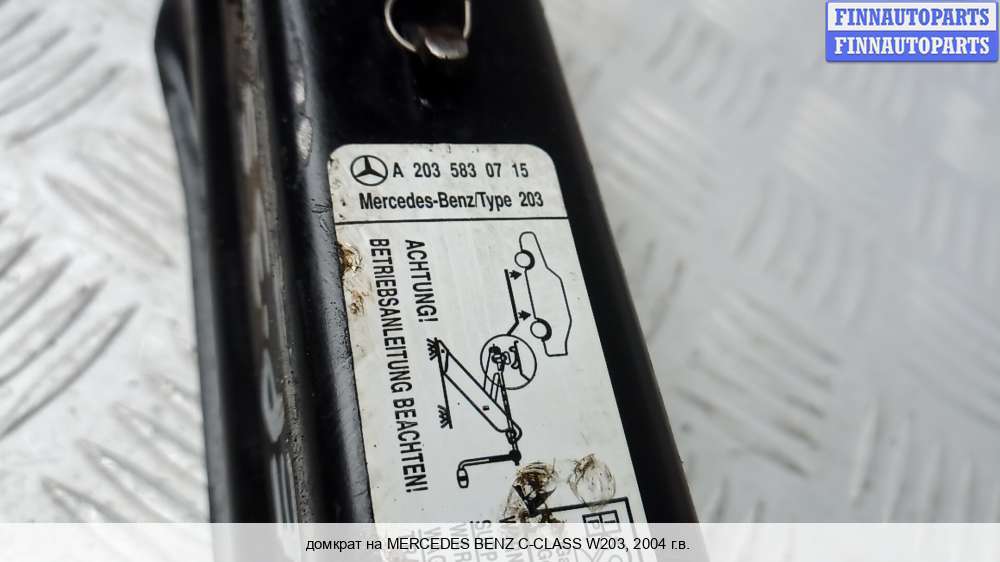 FINNAUTOPARTS
FINNAUTOPARTS
A 203 583 07 15
Mercedes-Benz/Type 203
ACHTUNG!
BETRIEBSANLEITUNG BEACHTEN!
домкрат на MERCEDES BENZ C-CLASS W203, 2004 г.в.